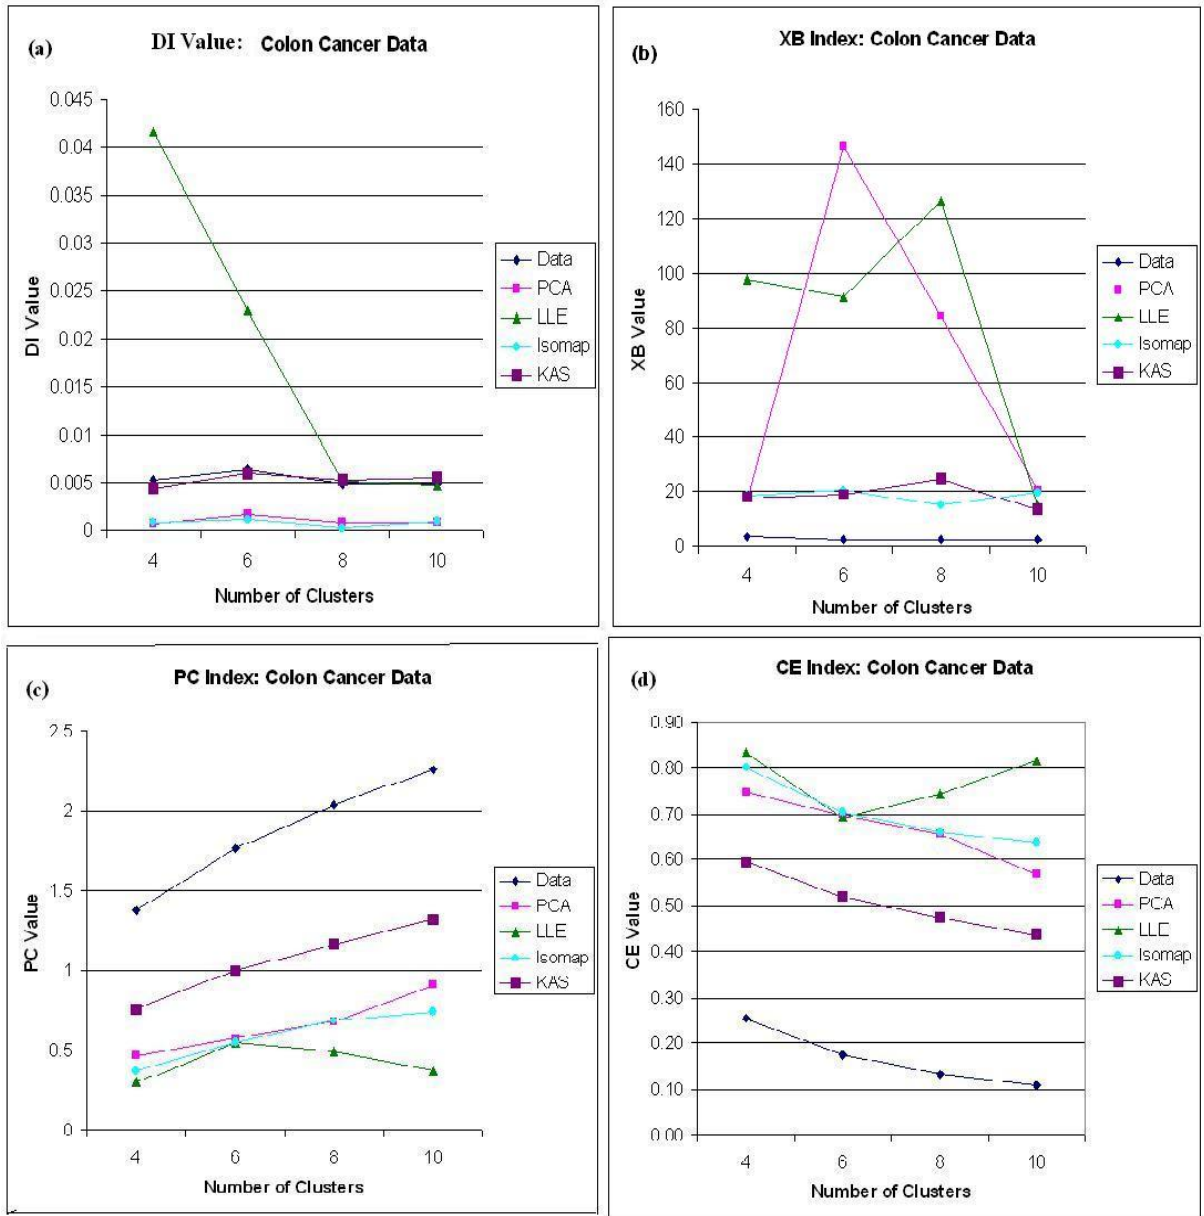 (a)
DI Value: Colon Cancer Data
0.045
0.04
0.035
0.03
0.025
0.02
0.015
0.01
0.005
0
DI Value
4 6 8 10
Number of Clusters
Data
PCA
LLE
Isomap
KAS
(b)
XB Index: Colon Cancer Data
160
140
120
100
80
60
40
20
0
XB Value
4 6 8 10
Number of Clusters
Data
PCA
LLE
Isomap
KAS
(c)
PC Index: Colon Cancer Data
2.5
2
1.5
1
0.5
0
PC Value
4 6 8 10
Number of Clusters
Data
PCA
LLE
Isomap
KAS
(d)
CE Index: Colon Cancer Data
0.90
0.80
0.70
0.60
0.50
0.40
0.30
0.20
0.10
0.00
CE Value
4 6 8 10
Number of Clusters
Data
PCA
LLE
Isomap
KAS